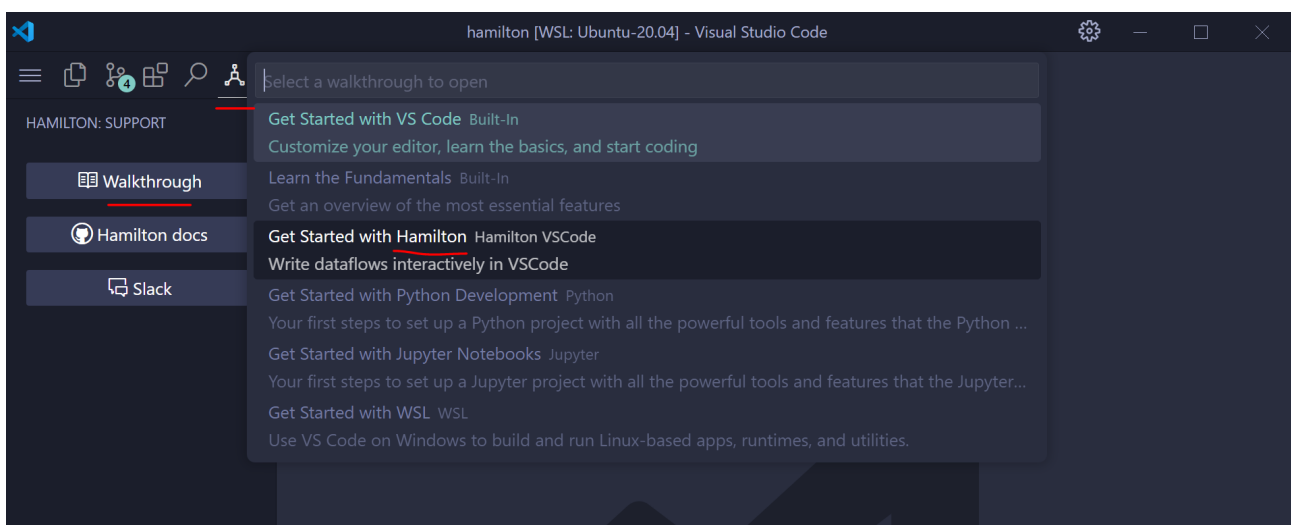 hamilton [WSL: Ubuntu-20.04] - Visual Studio Code
4
Select a walkthrough to open
HAMILTON: SUPPORT
Walkthrough
Hamilton docs
Slack
Get Started with VS Code Built-In
Customize your editor, learn the basics, and start coding
Learn the Fundamentals Built-In
Get an overview of the most essential features
Get Started with Hamilton Hamilton VSCode
Write dataflows interactively in VSCode
Get Started with Python Development Python
Your first steps to set up a Python project with all the powerful tools and features that the Python ...
Get Started with Jupyter Notebooks Jupyter
Your first steps to set up a Jupyter project with all the powerful tools and features that the Jupyter...
Get Started with WSL WSL
Use VS Code on Windows to build and run Linux-based apps, runtimes, and utilities.